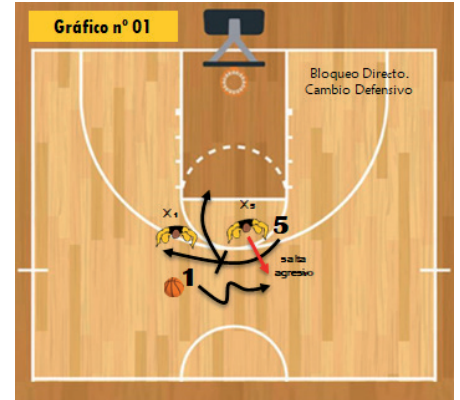 Gráfico nº 01
Bloqueo Directo.
Cambio Defensivo
X1
X5
5
salta
agresivo
1